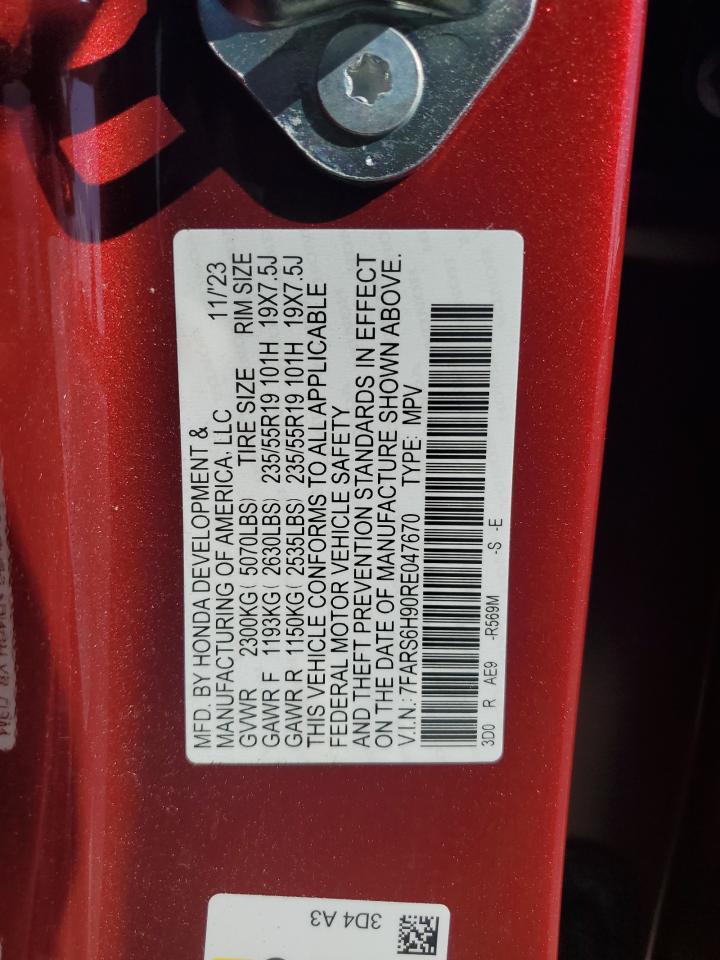 MFD. BY HONDA DEVELOPMENT &
MANUFACTURING OF AMERICA, LLC 11/'23
GVWR 2300KG( 5070LBS) TIRE SIZE RIM SIZE
GAWR F 1193KG( 2630LBS) 235/55R19 101H 19X7.5J
GAWR R 1150KG( 2535LBS) 235/55R19 101H 19X7.5J
THIS VEHICLE CONFORMS TO ALL APPLICABLE
FEDERAL MOTOR VEHICLE SAFETY
AND THEFT PREVENTION STANDARDS IN EFFECT
ON THE DATE OF MANUFACTURE SHOWN ABOVE.
V.I.N.: 7FARS6H90RE047670 TYPE: MPV
3D0 R AE9 -R569M -S -E
3D4 A3